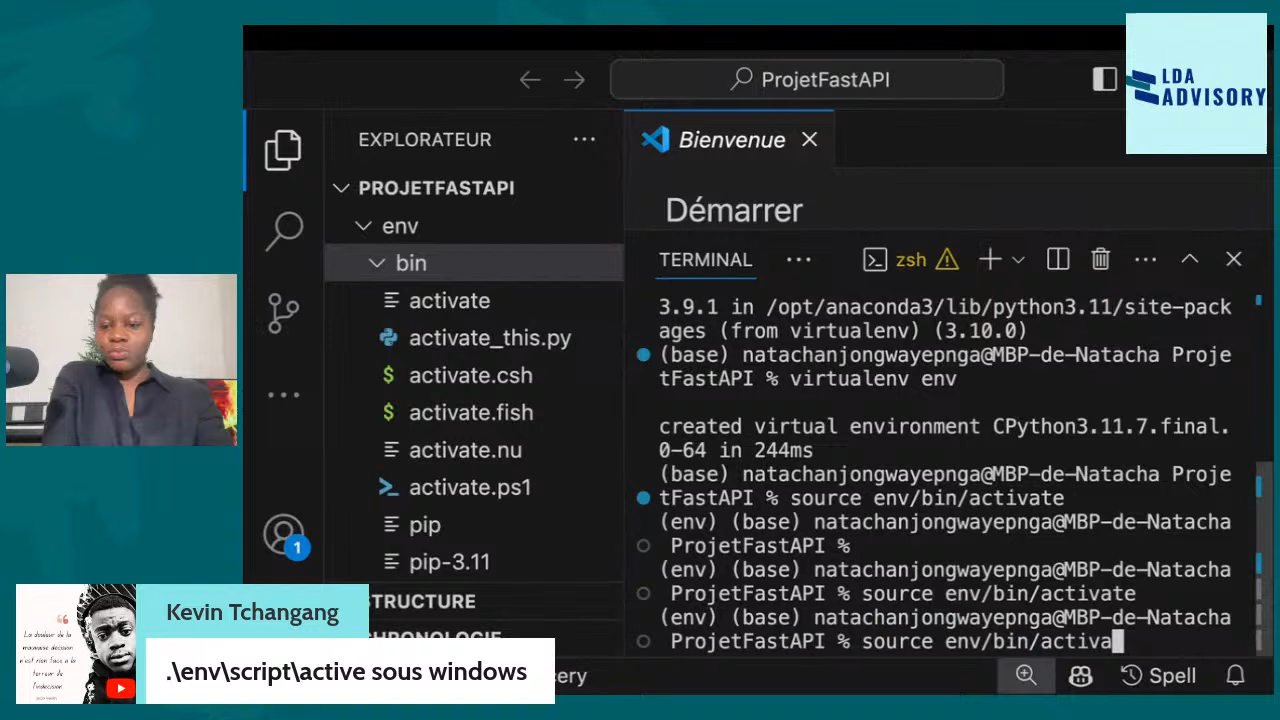 ProjetFastAPI
LDA
ADVISORY
EXPLORATEUR
Bienvenue
PROJETFASTAPI
env
bin
activate
activate_this.py
activate.csh
activate.fish
activate.nu
activate.ps1
pip
pip-3.11
STRUCTURE
CHRONOLOGIE
Démarrer
TERMINAL
zsh
3.9.1 in /opt/anaconda3/lib/python3.11/site-pack
ages (from virtualenv) (3.10.0)
(base) natachanjongwayepnga@MBP-de-Natacha Proje
tFastAPI % virtualenv env
created virtual environment CPython3.11.7.final.
0-64 in 244ms
(base) natachanjongwayepnga@MBP-de-Natacha Proje
tFastAPI % source env/bin/activate
(env) (base) natachanjongwayepnga@MBP-de-Natacha
ProjetFastAPI %
(env) (base) natachanjongwayepnga@MBP-de-Natacha
ProjetFastAPI % source env/bin/activate
(env) (base) natachanjongwayepnga@MBP-de-Natacha
ProjetFastAPI % source env/bin/activa
1
Spell
Kevin Tchangang
.\env\script\active sous windows